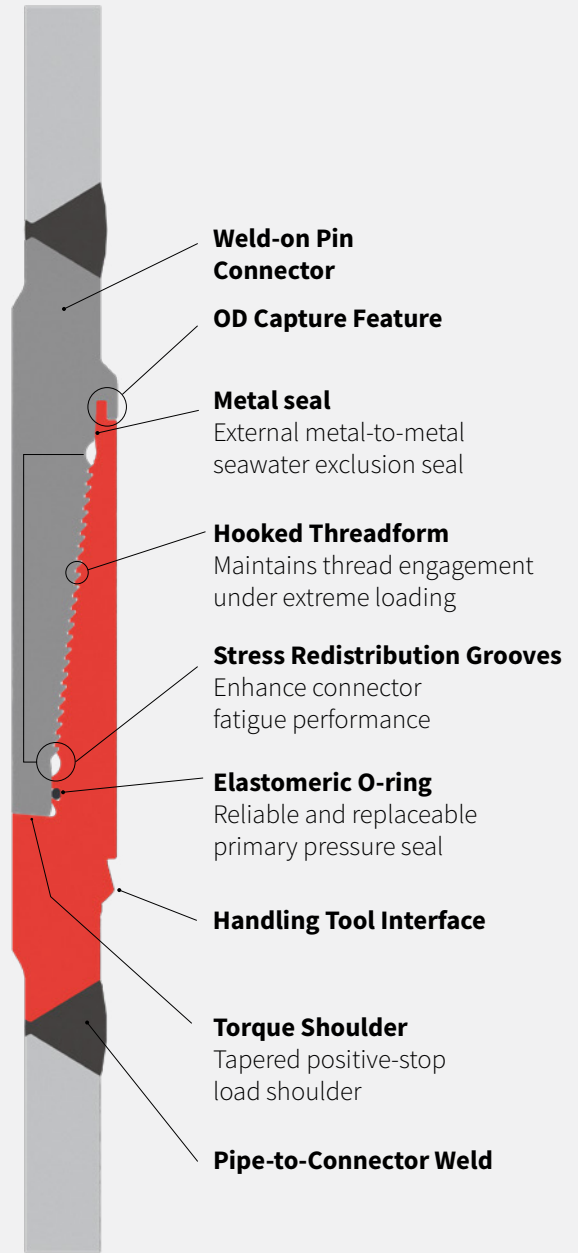 Weld-on Pin
Connector
OD Capture Feature
Metal seal
External metal-to-metal
seawater exclusion seal
Hooked Threadform
Maintains thread engagement
under extreme loading
Stress Redistribution Grooves
Enhance connector
fatigue performance
Elastomeric O-ring
Reliable and replaceable
primary pressure seal
Handling Tool Interface
Torque Shoulder
Tapered positive-stop
load shoulder
Pipe-to-Connector Weld